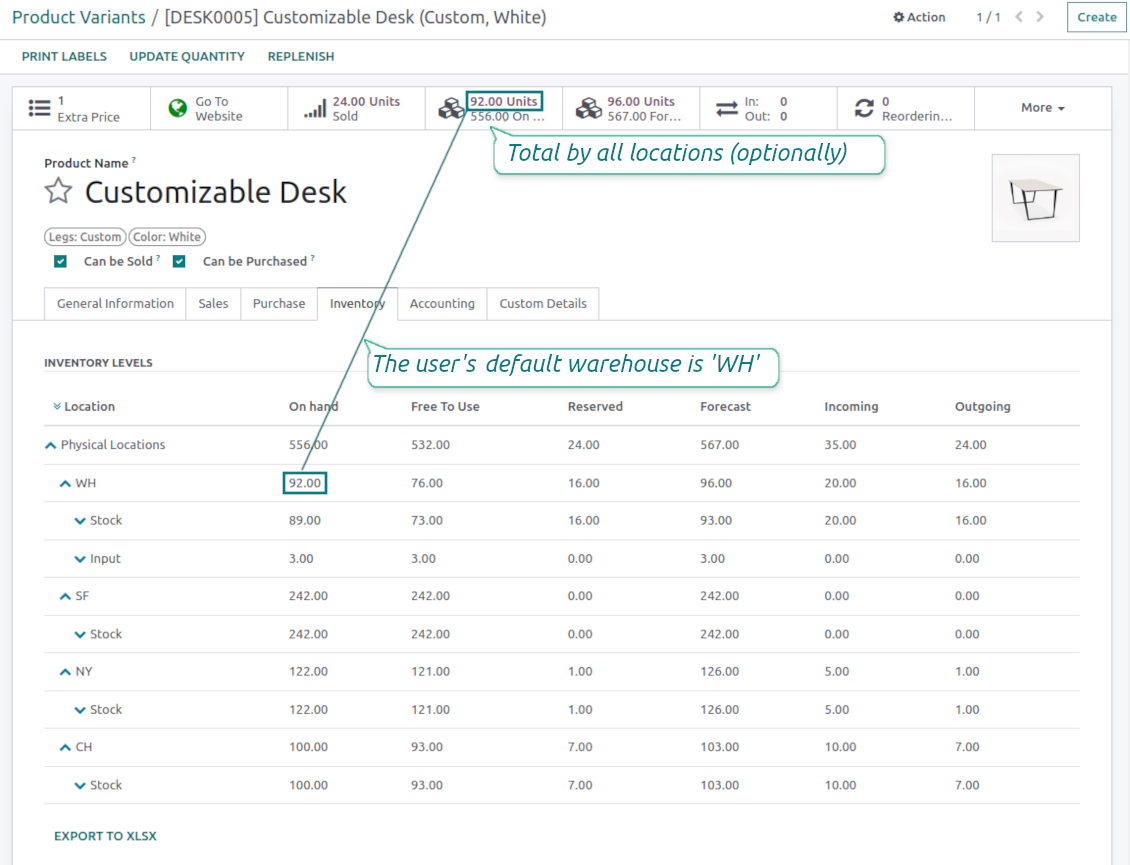 Product Variants / [DESK0005] Customizable Desk (Custom, White) Action 1 / 1 Create
PRINT LABELS UPDATE QUANTITY REPLENISH
1 Extra Price
Go To Website
24.00 Units Sold
92.00 Units 556.00 On ...
96.00 Units 567.00 For...
In: 0 Out: 0
0 Reorderin...
More
Total by all locations (optionally)
Product Name ?
Customizable Desk
Legs: Custom Color: White
Can be Sold ? Can be Purchased ?
General Information Sales Purchase Inventory Accounting Custom Details
The user's default warehouse is 'WH'
INVENTORY LEVELS
Location On hand Free To Use Reserved Forecast Incoming Outgoing
Physical Locations 556.00 532.00 24.00 567.00 35.00 24.00
WH 92.00 76.00 16.00 96.00 20.00 16.00
Stock 89.00 73.00 16.00 93.00 20.00 16.00
Input 3.00 3.00 0.00 3.00 0.00 0.00
SF 242.00 242.00 0.00 242.00 0.00 0.00
Stock 242.00 242.00 0.00 242.00 0.00 0.00
NY 122.00 121.00 1.00 126.00 5.00 1.00
Stock 122.00 121.00 1.00 126.00 5.00 1.00
CH 100.00 93.00 7.00 103.00 10.00 7.00
Stock 100.00 93.00 7.00 103.00 10.00 7.00
EXPORT TO XLSX